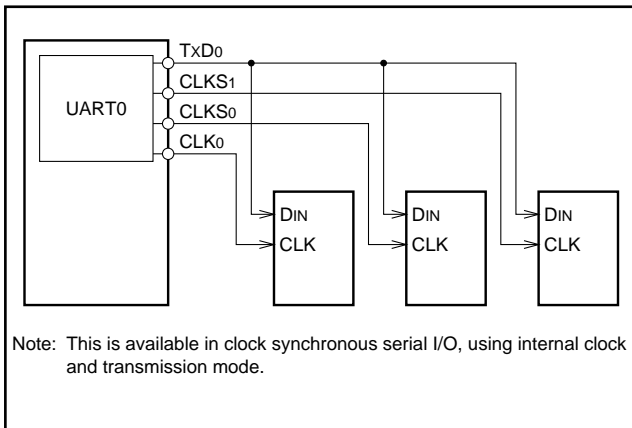 TxD0
CLKS1
UART0
CLKS0
CLK0
DIN DIN DIN
CLK CLK CLK
Note: This is available in clock synchronous serial I/O, using internal clock
and transmission mode.